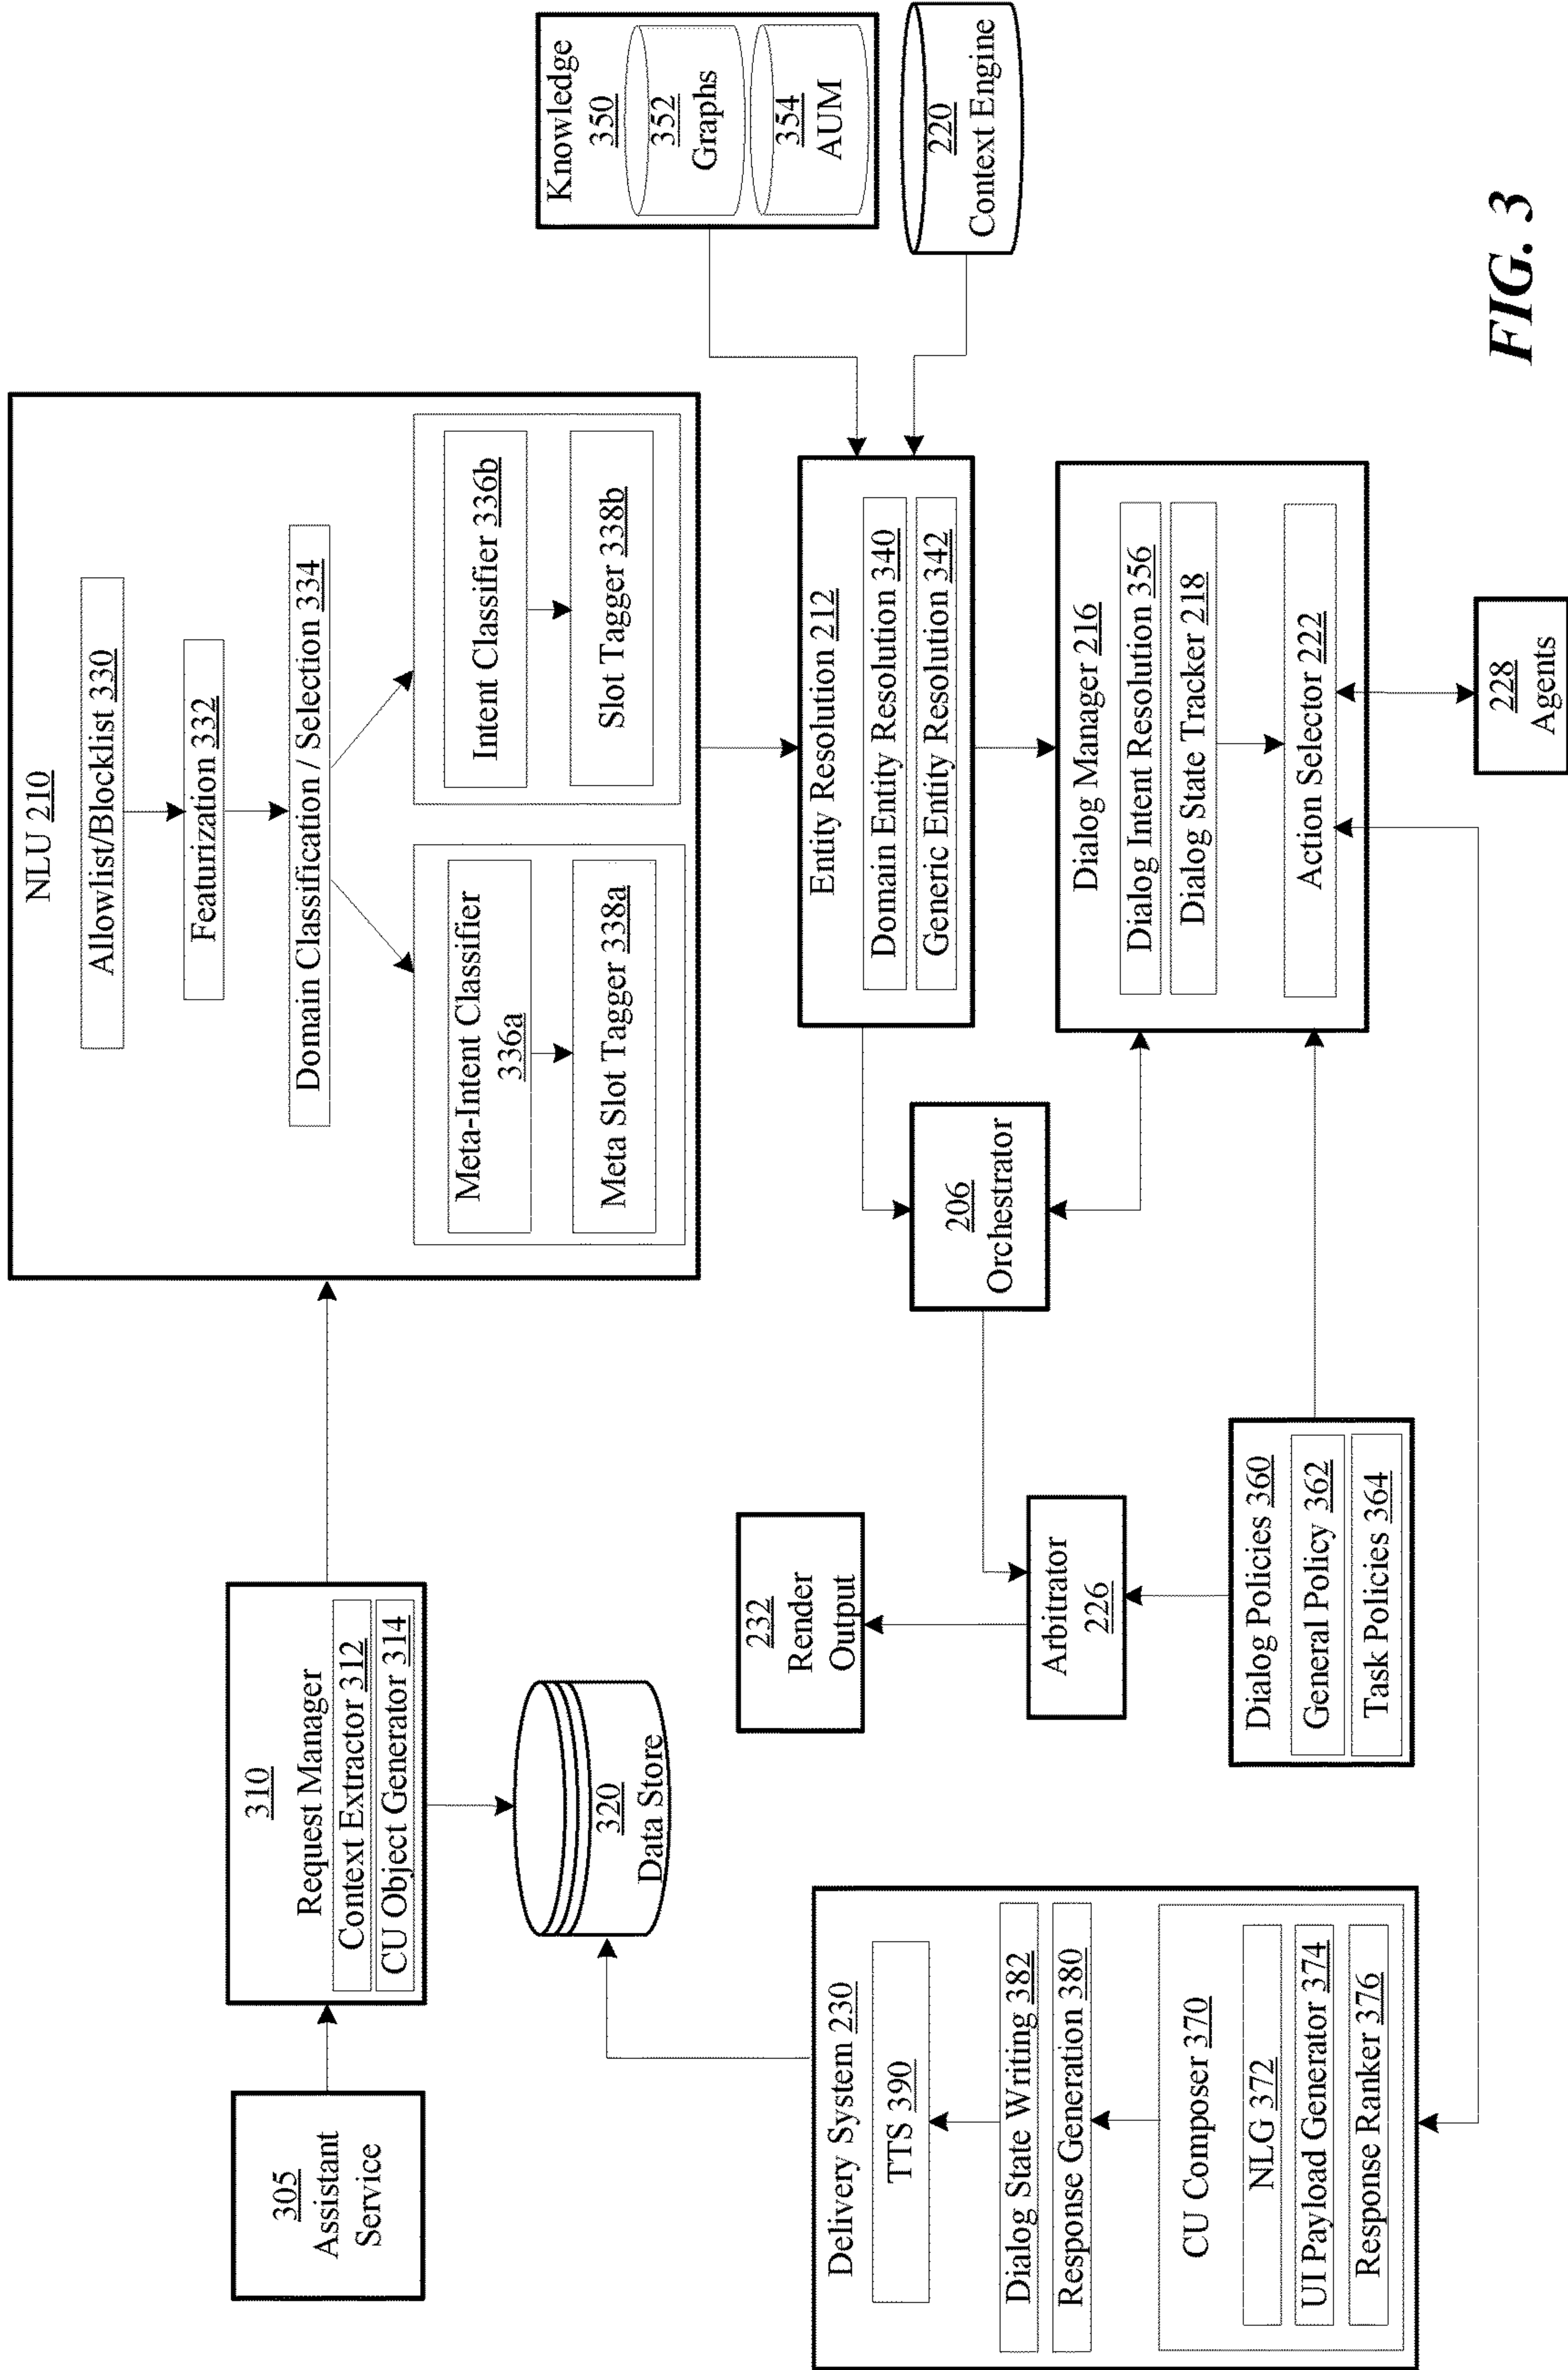 305
Assistant
Service
310
Request Manager
Context Extractor 312
CU Object Generator 314
320
Data Store
NLU 210
Allowlist/Blocklist 330
Featurization 332
Domain Classification / Selection 334
Meta-Intent Classifier
336a
Meta Slot Tagger 338a
Intent Classifier 336b
Slot Tagger 338b
Knowledge
350
352
Graphs
354
AUM
220
Context Engine
Entity Resolution 212
Domain Entity Resolution 340
Generic Entity Resolution 342
206
Orchestrator
232
Render
Output
Arbitrator
226
Dialog Manager 216
Dialog Intent Resolution 356
Dialog State Tracker 218
Action Selector 222
228
Agents
Dialog Policies 360
General Policy 362
Task Policies 364
Delivery System 230
TTS 390
Dialog State Writing 382
Response Generation 380
CU Composer 370
NLG 372
UI Payload Generator 374
Response Ranker 376
FIG. 3